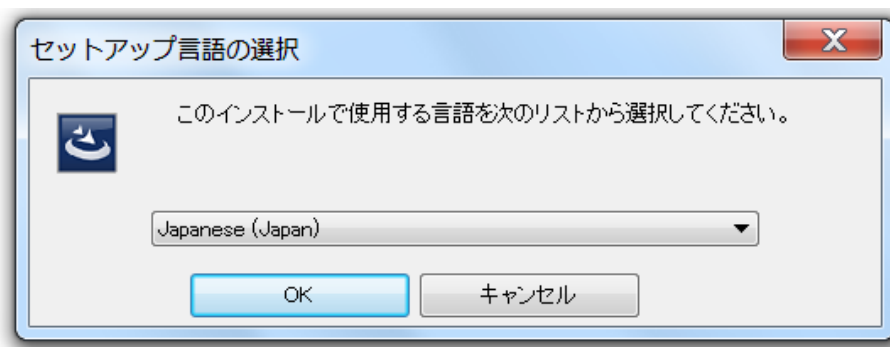 セットアップ言語の選択
このインストールで使用する言語を次のリストから選択してください。
Japanese (Japan)
OK
キャンセル